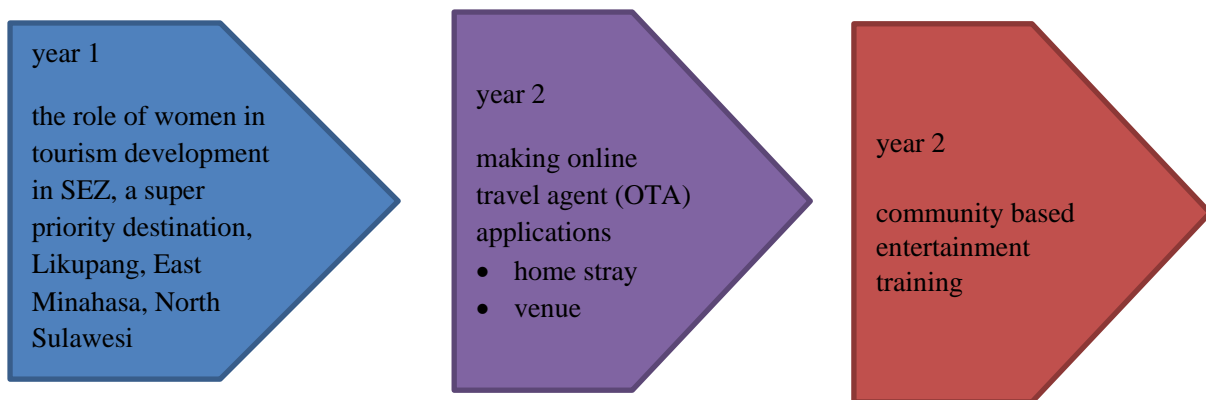 year 1
the role of women in
tourism development
in SEZ, a super
priority destination,
Likupang, East
Minahasa, North
Sulawesi
year 2
making online
travel agent (OTA)
applications
• home stray
• venue
year 2
community based
entertainment
training